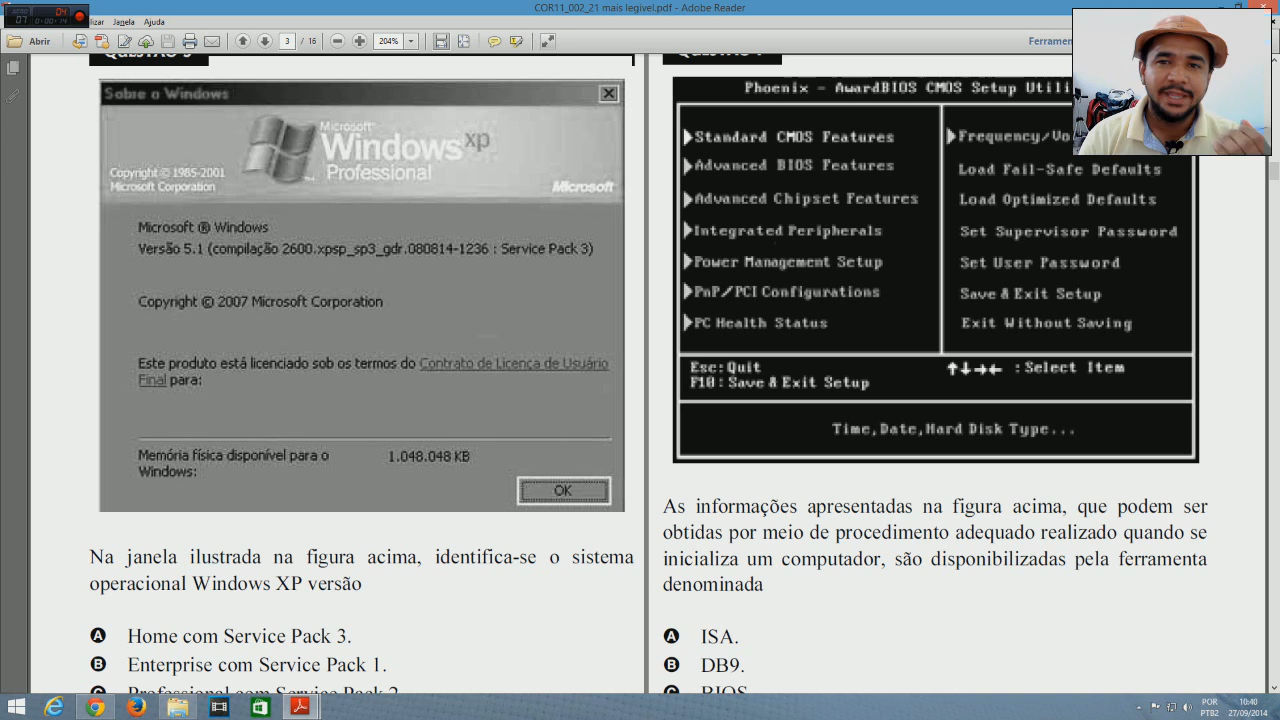 COR11_002_21 mais legivel.pdf - Adobe Reader
Janela Ajuda
Abrir
3 / 16
204%
Sobre o Windows
Microsoft
Windows xp
Professional
Copyright © 1985-2001
Microsoft Corporation
Microsoft
Microsoft ® Windows
Versão 5.1 (compilação 2600.xpsp_sp3_gdr.080814-1236 : Service Pack 3)
Copyright © 2007 Microsoft Corporation
Este produto está licenciado sob os termos do Contrato de Licença de Usuário
Final para:
Memória física disponível para o
Windows:
1.048.048 KB
OK
Na janela ilustrada na figura acima, identifica-se o sistema
operacional Windows XP versão
A Home com Service Pack 3.
B Enterprise com Service Pack 1.
Professional com Service Pack 2
Phoenix - AwardBIOS CMOS Setup
Standard CMOS Features
Advanced BIOS Features
Advanced Chipset Features
Integrated Peripherals
Power Management Setup
PnP/PCI Configurations
PC Health Status
Load Fail-Safe Defaults
Load Optimized Defaults
Set Supervisor Password
Set User Password
Save & Exit Setup
Exit Without Saving
Esc:Quit
F10:Save & Exit Setup
↑↓→← :Select Item
Time,Date,Hard Disk Type...
As informações apresentadas na figura acima, que podem ser
obtidas por meio de procedimento adequado realizado quando se
inicializa um computador, são disponibilizadas pela ferramenta
denominada
A ISA.
B DB9.
BIOS
POR
PTB2
10:40
27/09/2014